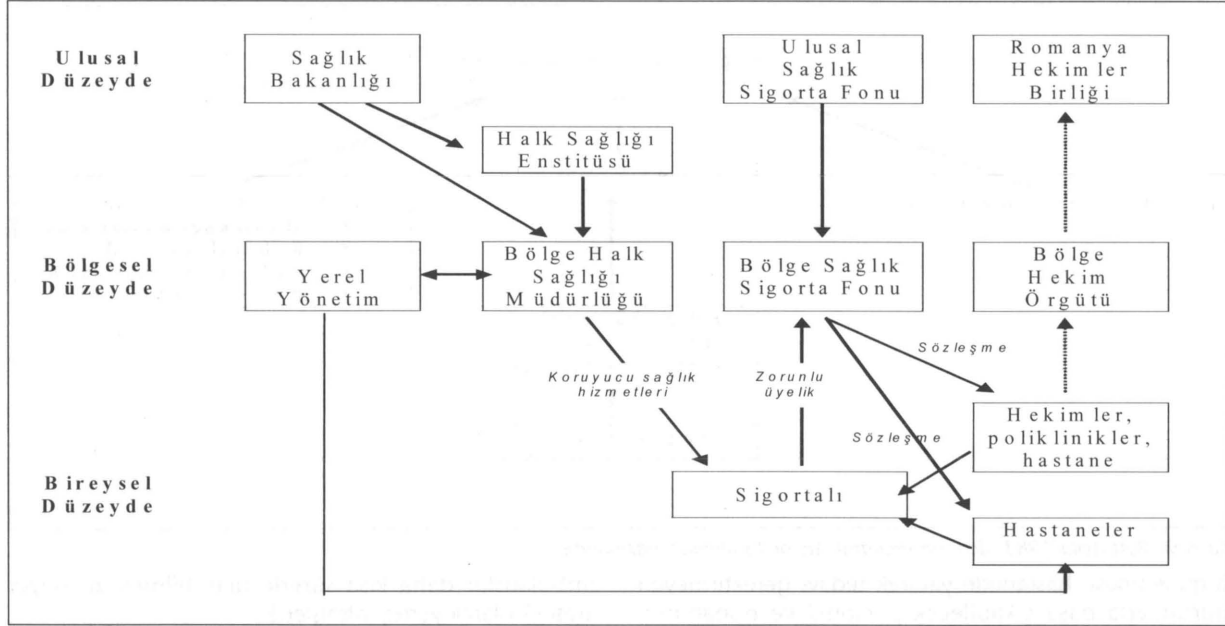 Ulusal
Düzeyde
Sağlık
Bakanlığı
Ulusal
Sağlık
Sigorta Fonu
Romanya
Hekimler
Birliği
Halk Sağlığı
Enstitüsü
Bölgesel
Düzeyde
Yerel
Yönetim
Bölge Halk
Sağlığı
Müdürlüğü
Bölge Sağlık
Sigorta Fonu
Bölge
Hekim
Örgütü
Sözleşme
Koruyucu sağlık
hizmetleri
Zorunlu
üyelik
Sözleşme
Hekimler,
poliklinikler,
hastane
Bireysel
Düzeyde
Sigortalı
Hastaneler